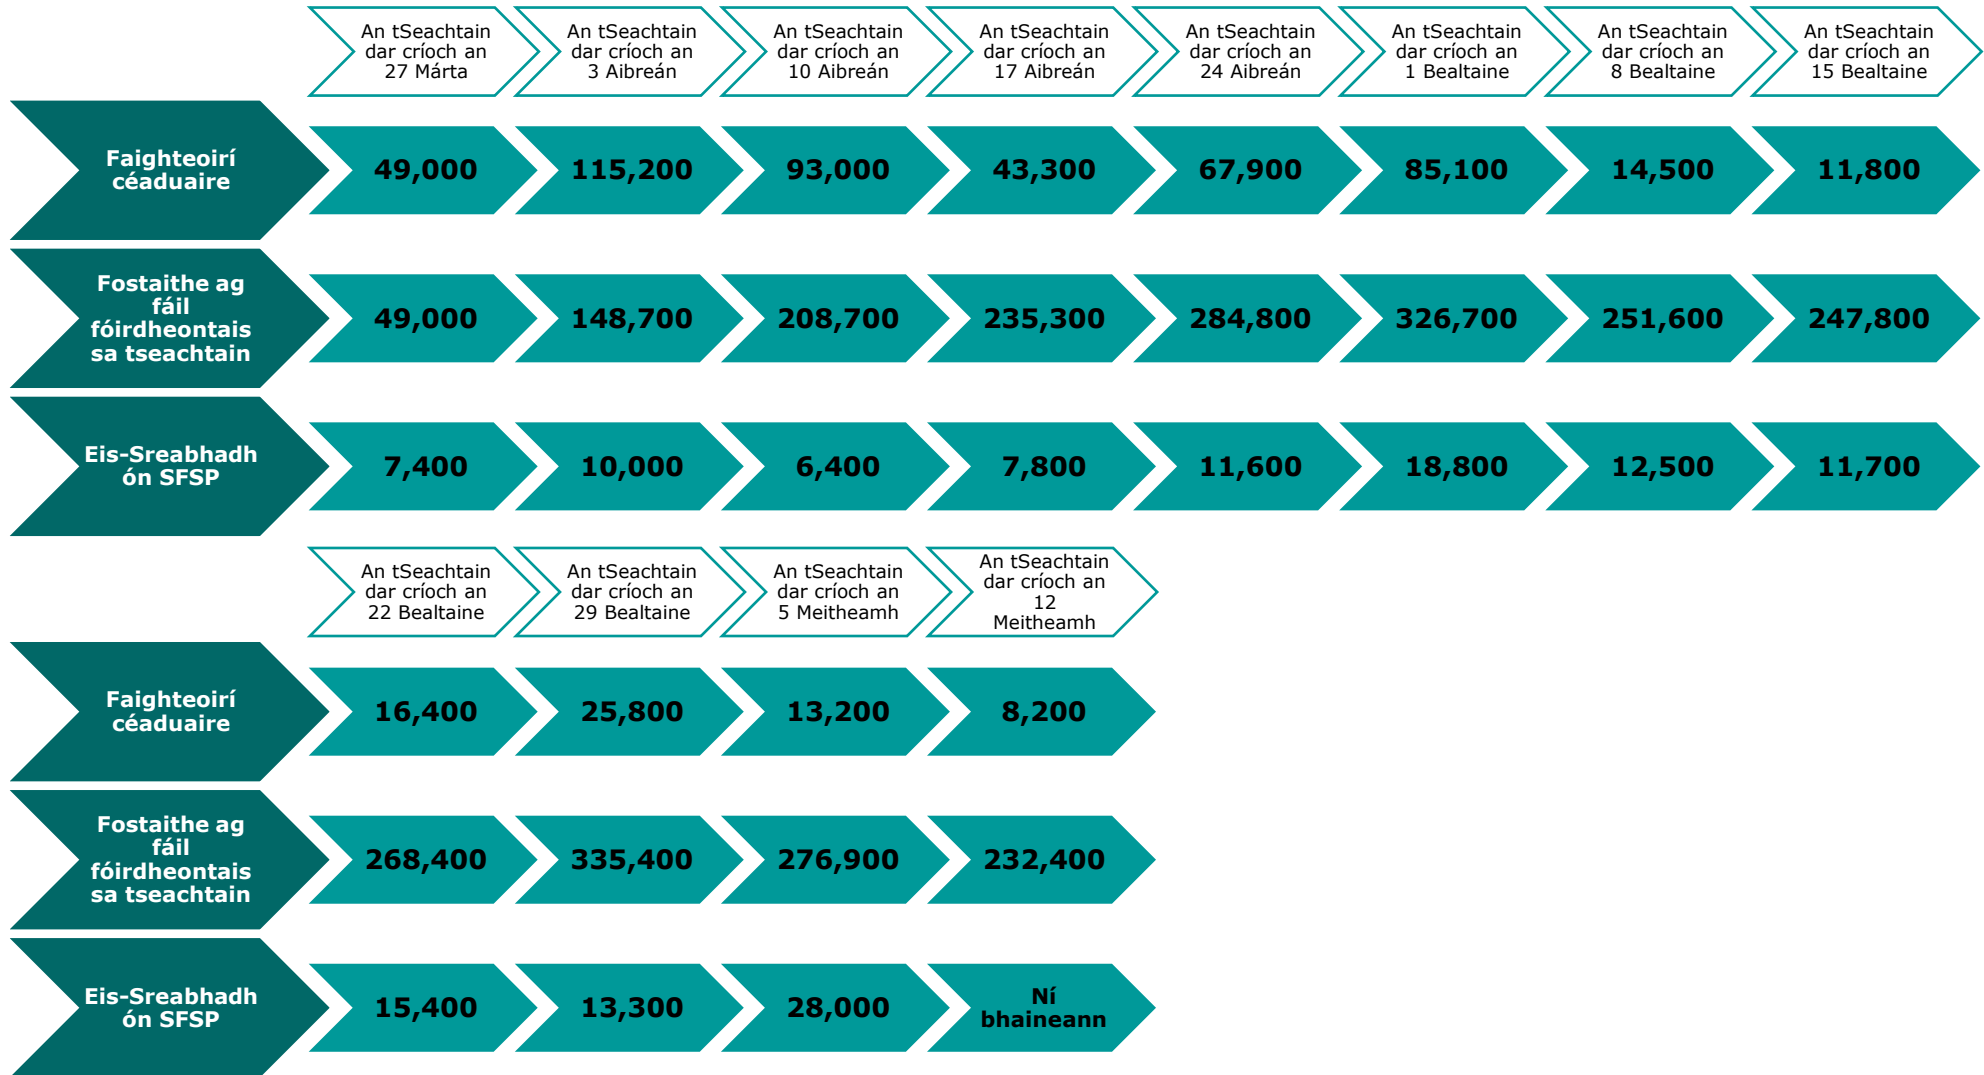 An tSeachtain
dar críoch an
27 Márta
An tSeachtain
dar críoch an
3 Aibreán
An tSeachtain
dar críoch an
10 Aibreán
An tSeachtain
dar críoch an
17 Aibreán
An tSeachtain
dar críoch an
24 Aibreán
An tSeachtain
dar críoch an
1 Bealtaine
An tSeachtain
dar críoch an
8 Bealtaine
An tSeachtain
dar críoch an
15 Bealtaine
Faighteoirí
céaduaire
49,000
115,200
93,000
43,300
67,900
85,100
14,500
11,800
Fostaithe ag
fáil
fóirdheontais
sa tseachtain
49,000
148,700
208,700
235,300
284,800
326,700
251,600
247,800
Eis-Sreabhadh
ón SFSP
7,400
10,000
6,400
7,800
11,600
18,800
12,500
11,700
An tSeachtain
dar críoch an
22 Bealtaine
An tSeachtain
dar críoch an
29 Bealtaine
An tSeachtain
dar críoch an
5 Meitheamh
An tSeachtain
dar críoch an
12
Meitheamh
Faighteoirí
céaduaire
16,400
25,800
13,200
8,200
Fostaithe ag
fáil
fóirdheontais
sa tseachtain
268,400
335,400
276,900
232,400
Eis-Sreabhadh
ón SFSP
15,400
13,300
28,000
Ní
bhaineann